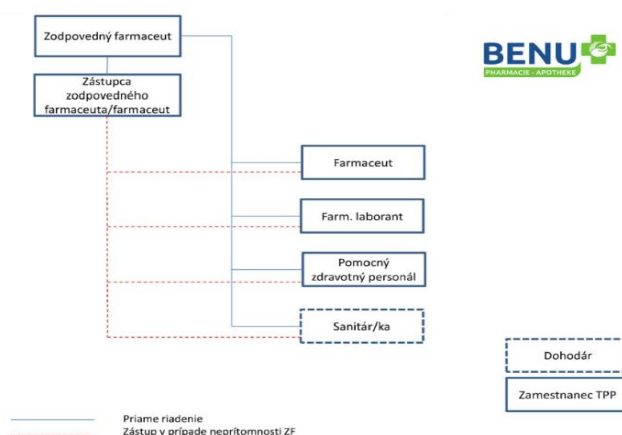 Zodpovedný farmaceut
Zástupca
zodpovedného
farmaceuta/farmaceut
BENU
PHARMACIE - APOTHEKE
Farmaceut
Farm. laborant
Pomocný
zdravotný personál
Sanitár/ka
Dohodár
Zamestnanec TPP
Priame riadenie
Zástup v prípade neprítomnosti ZF